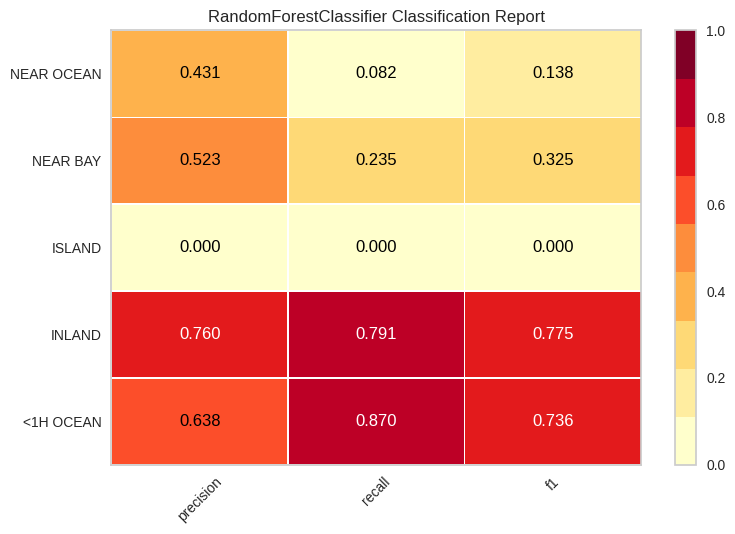 RandomForestClassifier Classification Report
NEAR OCEAN 0.431 0.082 0.138
NEAR BAY 0.523 0.235 0.325
ISLAND 0.000 0.000 0.000
INLAND 0.760 0.791 0.775
<1H OCEAN 0.638 0.870 0.736
precision recall f1
1.0
0.8
0.6
0.4
0.2
0.0